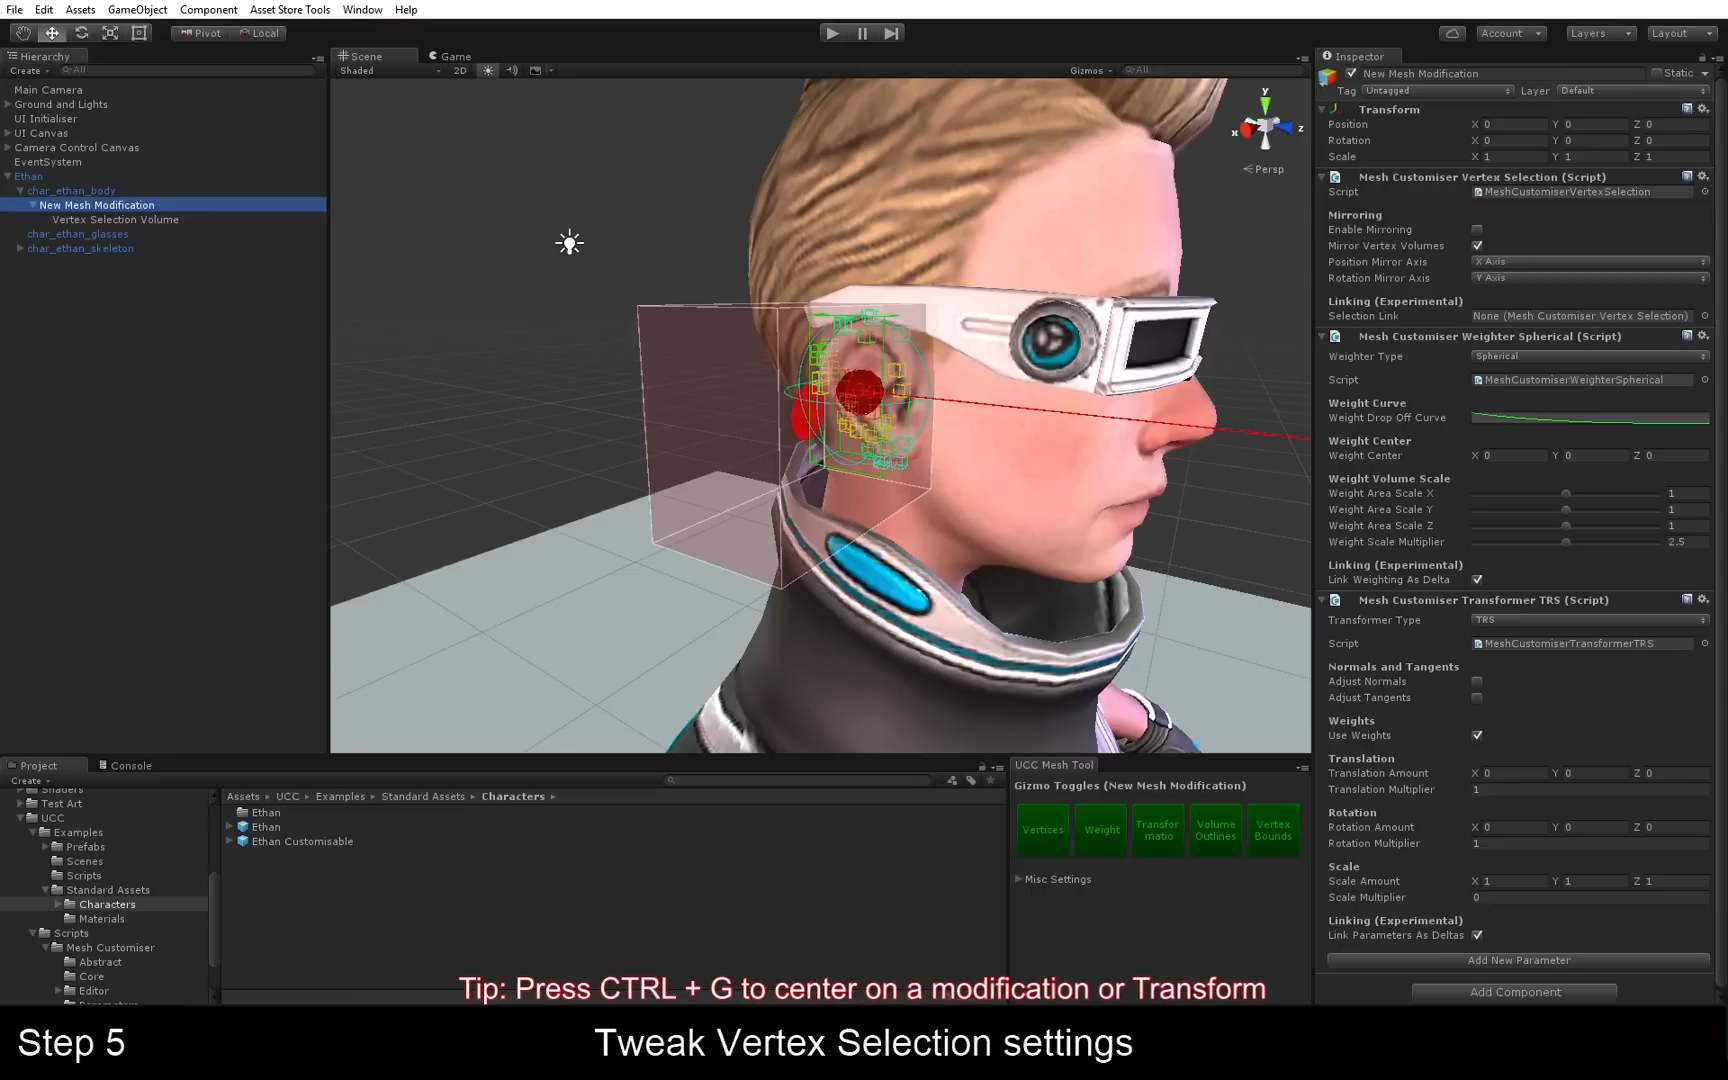 File Edit Assets GameObject Component Asset Store Tools Window Help
Pivot Local Account Layers Layout
Hierarchy
Create All
Main Camera
Ground and Lights
UI Initialiser
UI Canvas
Camera Control Canvas
EventSystem
Ethan
char_ethan_body
New Mesh Modification
Vertex Selection Volume
char_ethan_glasses
char_ethan_skeleton
Scene Game
Shaded 2D Gizmos All
y
x z
Persp
Inspector
New Mesh Modification Static
Tag Untagged Layer Default
Transform
Position X 0 Y 0 Z 0
Rotation X 0 Y 0 Z 0
Scale X 1 Y 1 Z 1
Mesh Customiser Vertex Selection (Script)
Script MeshCustomiserVertexSelection
Mirroring
Enable Mirroring
Mirror Vertex Volumes
Position Mirror Axis X Axis
Rotation Mirror Axis Y Axis
Linking (Experimental)
Selection Link None (Mesh Customiser Vertex Selection)
Mesh Customiser Weighter Spherical (Script)
Weighter Type Spherical
Script MeshCustomiserWeighterSpherical
Weight Curve
Weight Drop Off Curve
Weight Center
Weight Center X 0 Y 0 Z 0
Weight Volume Scale
Weight Area Scale X 1
Weight Area Scale Y 1
Weight Area Scale Z 1
Weight Scale Multiplier 2.5
Linking (Experimental)
Link Weighting As Delta
Mesh Customiser Transformer TRS (Script)
Transformer Type TRS
Script MeshCustomiserTransformerTRS
Normals and Tangents
Adjust Normals
Adjust Tangents
Weights
Use Weights
Translation
Translation Amount X 0 Y 0 Z 0
Translation Multiplier 1
Rotation
Rotation Amount X 0 Y 0 Z 0
Rotation Multiplier 1
Scale
Scale Amount X 1 Y 1 Z 1
Scale Multiplier 0
Linking (Experimental)
Link Parameters As Deltas
Add New Parameter
Add Component
Project Console
Create
Shaders
Test Art
UCC
Examples
Prefabs
Scenes
Scripts
Standard Assets
Characters
Materials
Scripts
Mesh Customiser
Abstract
Core
Editor
Assets UCC Examples Standard Assets Characters
Ethan
Ethan
Ethan Customisable
UCC Mesh Tool
Gizmo Toggles (New Mesh Modification)
Vertices
Weight
Transfor
matio
Volume
Outlines
Vertex
Bounds
Misc Settings
Tip: Press CTRL + G to center on a modification or Transform
Step 5
Tweak Vertex Selection settings